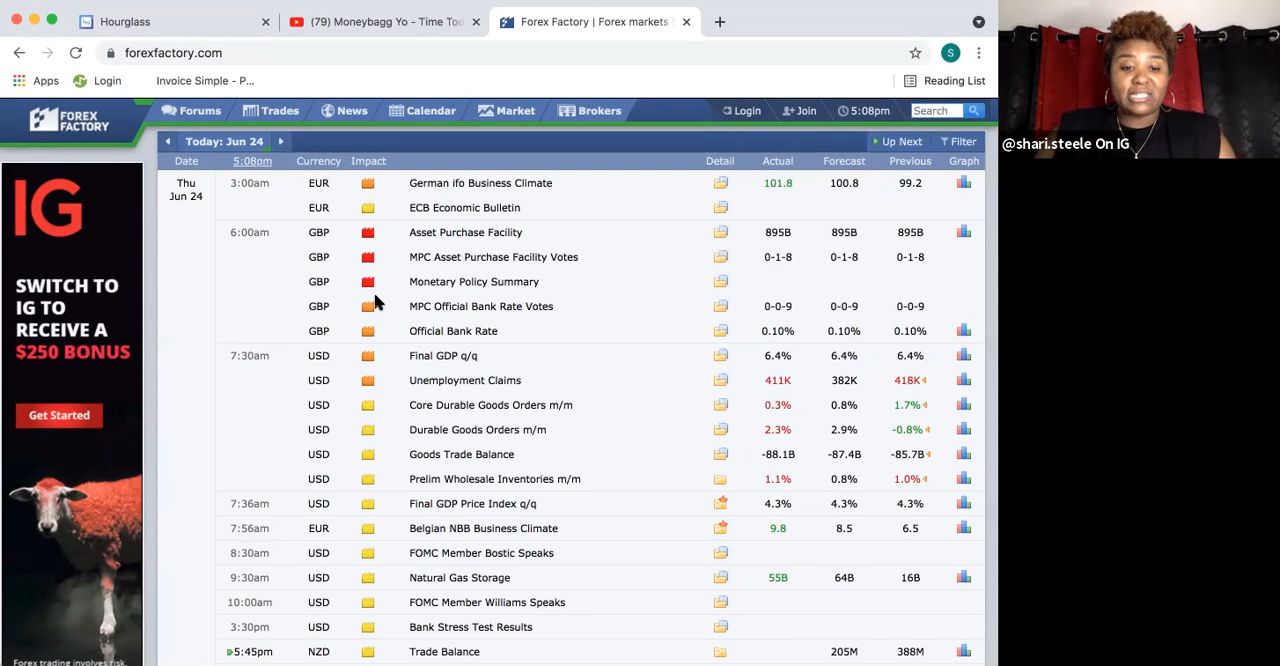 Hourglass
(79) Moneybagg Yo - Time Tod
Forex Factory | Forex markets
forexfactory.com
S
Apps
Login
Invoice Simple - P...
Reading List
FOREX FACTORY
Forums
Trades
News
Calendar
Market
Brokers
Login
Join
5:08pm
Search
Today: Jun 24
Up Next
Filter
Date 5:08pm Currency Impact Detail Actual Forecast Previous Graph
Thu Jun 24
3:00am EUR German ifo Business Climate 101.8 100.8 99.2
EUR ECB Economic Bulletin
6:00am GBP Asset Purchase Facility 895B 895B 895B
GBP MPC Asset Purchase Facility Votes 0-1-8 0-1-8 0-1-8
GBP Monetary Policy Summary
GBP MPC Official Bank Rate Votes 0-0-9 0-0-9 0-0-9
GBP Official Bank Rate 0.10% 0.10% 0.10%
7:30am USD Final GDP q/q 6.4% 6.4% 6.4%
USD Unemployment Claims 411K 382K 418K
USD Core Durable Goods Orders m/m 0.3% 0.8% 1.7%
USD Durable Goods Orders m/m 2.3% 2.9% -0.8%
USD Goods Trade Balance -88.1B -87.4B -85.7B
USD Prelim Wholesale Inventories m/m 1.1% 0.8% 1.0%
7:36am USD Final GDP Price Index q/q 4.3% 4.3% 4.3%
7:56am EUR Belgian NBB Business Climate 9.8 8.5 6.5
8:30am USD FOMC Member Bostic Speaks
9:30am USD Natural Gas Storage 55B 64B 16B
10:00am USD FOMC Member Williams Speaks
3:30pm USD Bank Stress Test Results
5:45pm NZD Trade Balance 205M 388M
IG
SWITCH TO
IG TO
RECEIVE A
$250 BONUS
Get Started
Forex trading involves risk.
@shari.steele On IG